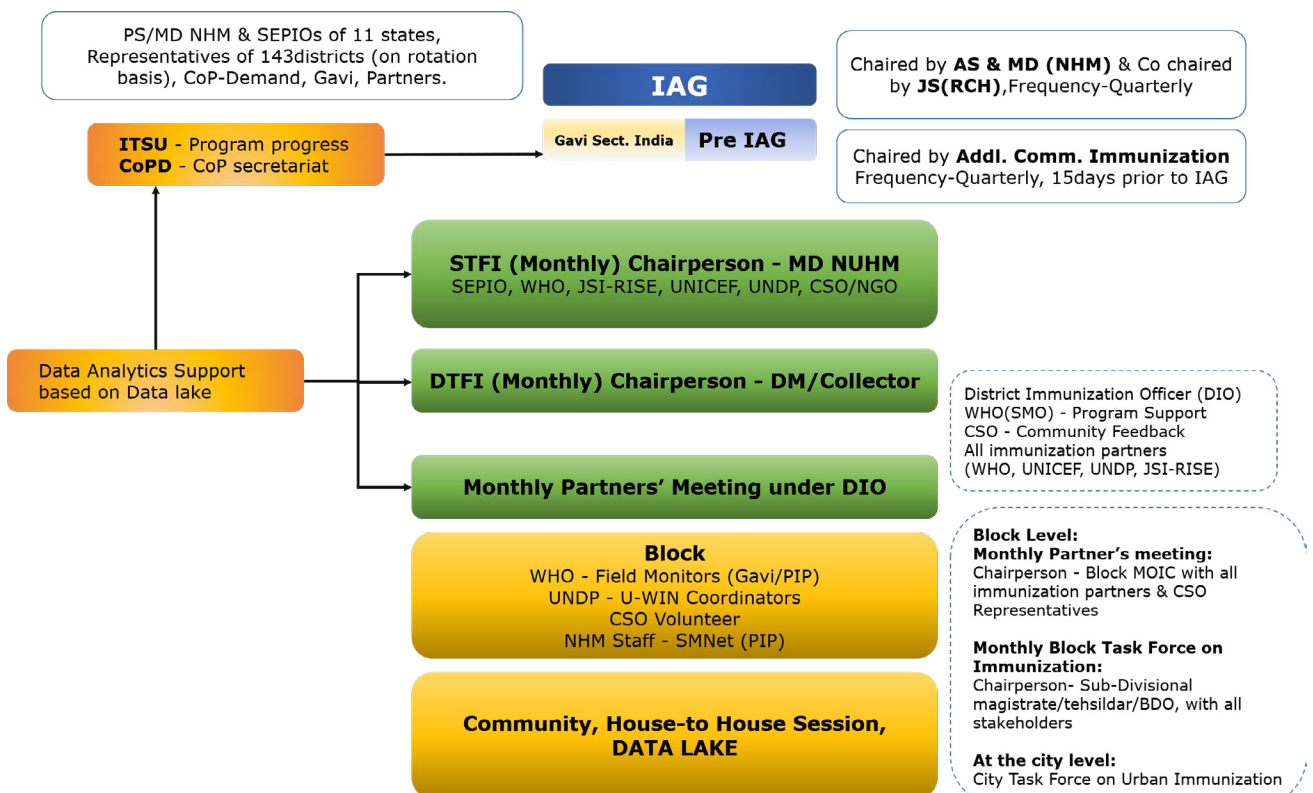 PS/MD NHM & SEPIOs of 11 states,
Representatives of 143districts (on rotation
basis), CoP-Demand, Gavi, Partners.
IAG
Chaired by AS & MD (NHM) & Co chaired
by JS(RCH),Frequency-Quarterly
ITSU - Program progress
CoPD - CoP secretariat
Gavi Sect. India
Pre IAG
Chaired by Addl. Comm. Immunization
Frequency-Quarterly, 15days prior to IAG
STFI (Monthly) Chairperson - MD NUHM
SEPIO, WHO, JSI-RISE, UNICEF, UNDP, CSO/NGO
Data Analytics Support
based on Data lake
DTFI (Monthly) Chairperson - DM/Collector
District Immunization Officer (DIO)
WHO(SMO) - Program Support
CSO - Community Feedback
All immunization partners
(WHO, UNICEF, UNDP, JSI-RISE)
Monthly Partners’ Meeting under DIO
Block
WHO - Field Monitors (Gavi/PIP)
UNDP - U-WIN Coordinators
CSO Volunteer
NHM Staff - SMNet (PIP)
Block Level:
Monthly Partner’s meeting:
Chairperson - Block MOIC with all
immunization partners & CSO
Representatives
Monthly Block Task Force on
Immunization:
Chairperson- Sub-Divisional
magistrate/tehsildar/BDO, with all
stakeholders
At the city level:
City Task Force on Urban Immunization
Community, House-to House Session,
DATA LAKE